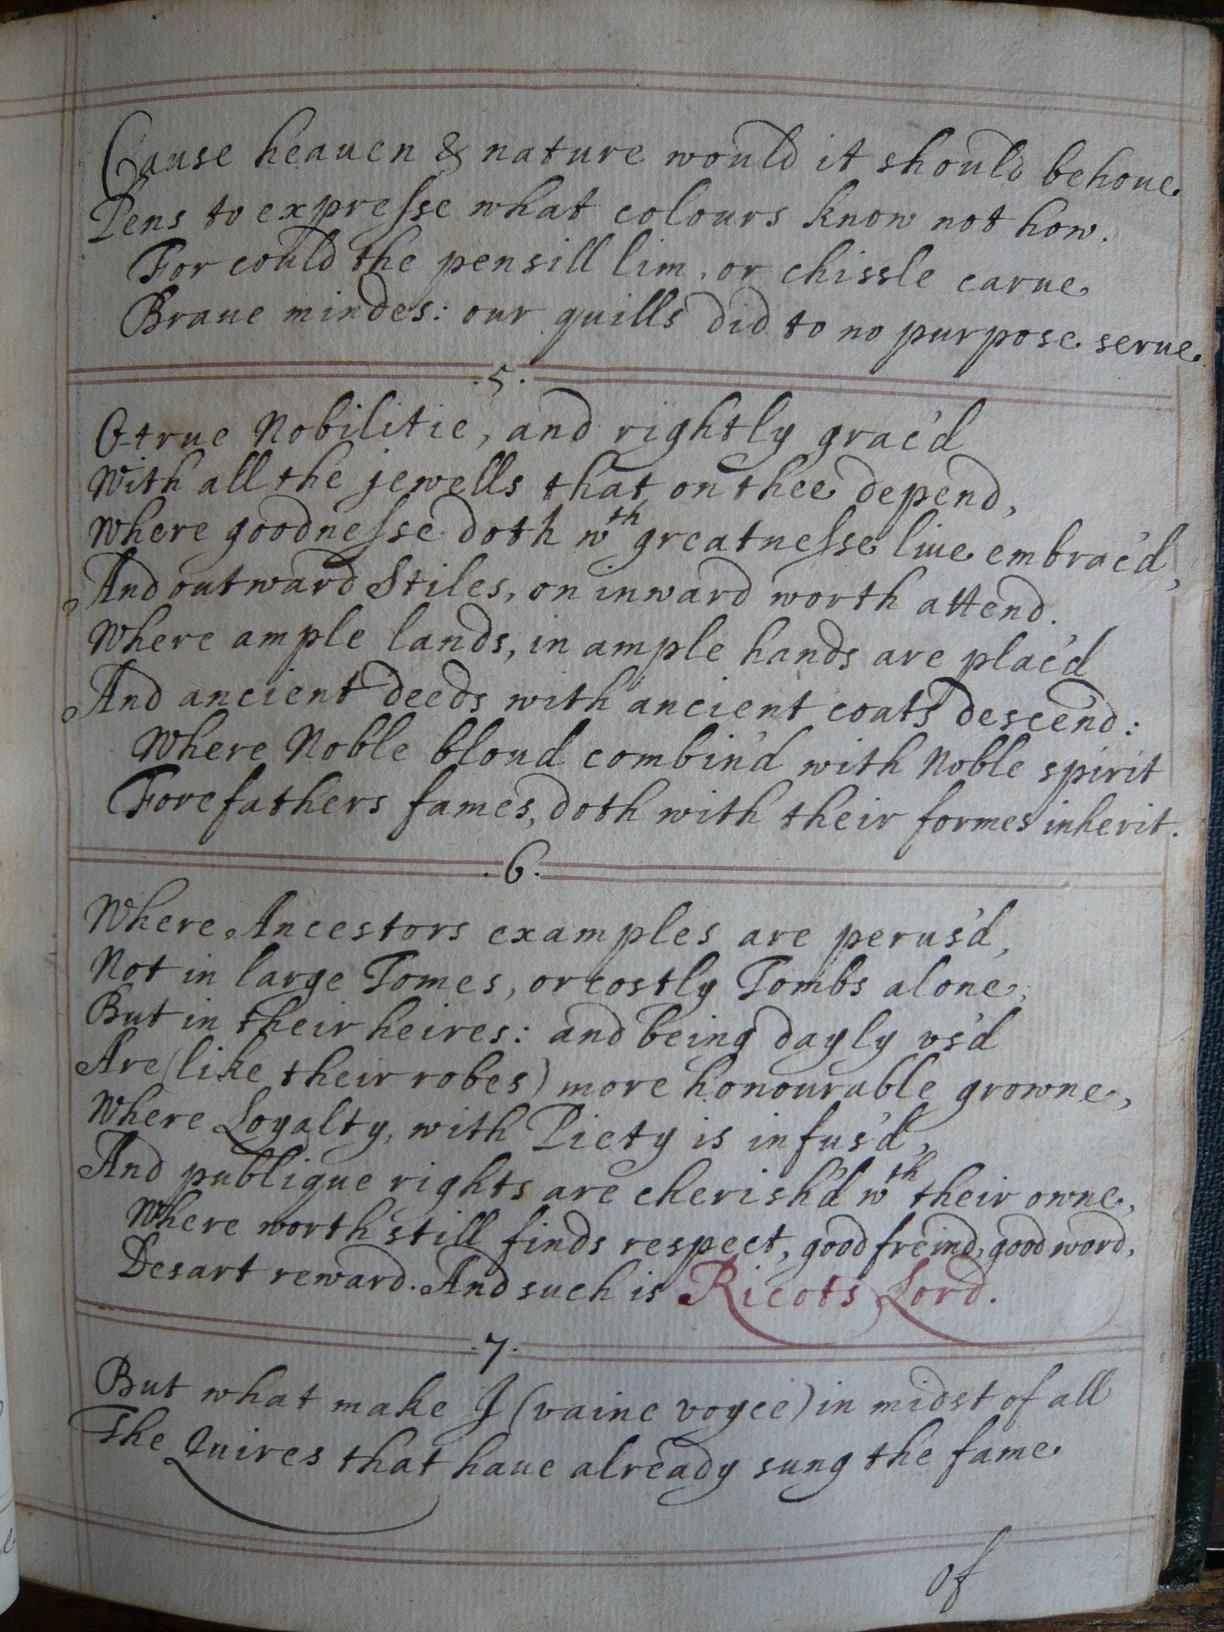 Cause heauen & nature would it should behoue
Pens to expresse what colours know not how.
For could the pensill lim, or chissle carue
Braue mindes: our quills did to no purpose serue.
.5.
O true Nobilitie, and rightly grac'd
With all the jewells that on thee depend,
Where goodnesse doth wth greatnesse liue embrac'd,
And outward Stiles, on inward worth attend.
Where ample lands, in ample hands are plac'd
And ancient deeds with ancient coats descend:
Where Noble bloud combin'd with Noble spirit
Forefathers fames, doth with their formes inherit.
.6.
Where Ancestors examples are perus'd,
Not in large Tomes, or costly Tombs alone,
But in their heires: and being dayly vs'd
Are (like their robes) more honourable growne,
Where Loyalty, with Piety is infus'd,
And publique rights are cherish'd wth their owne,
Where worth still finds respect, good freind, good word,
Desart reward. And such is Ricots Lord.
.7.
But what make I (vaine voyce) in midst of all
The Quires that haue already sung the fame
of